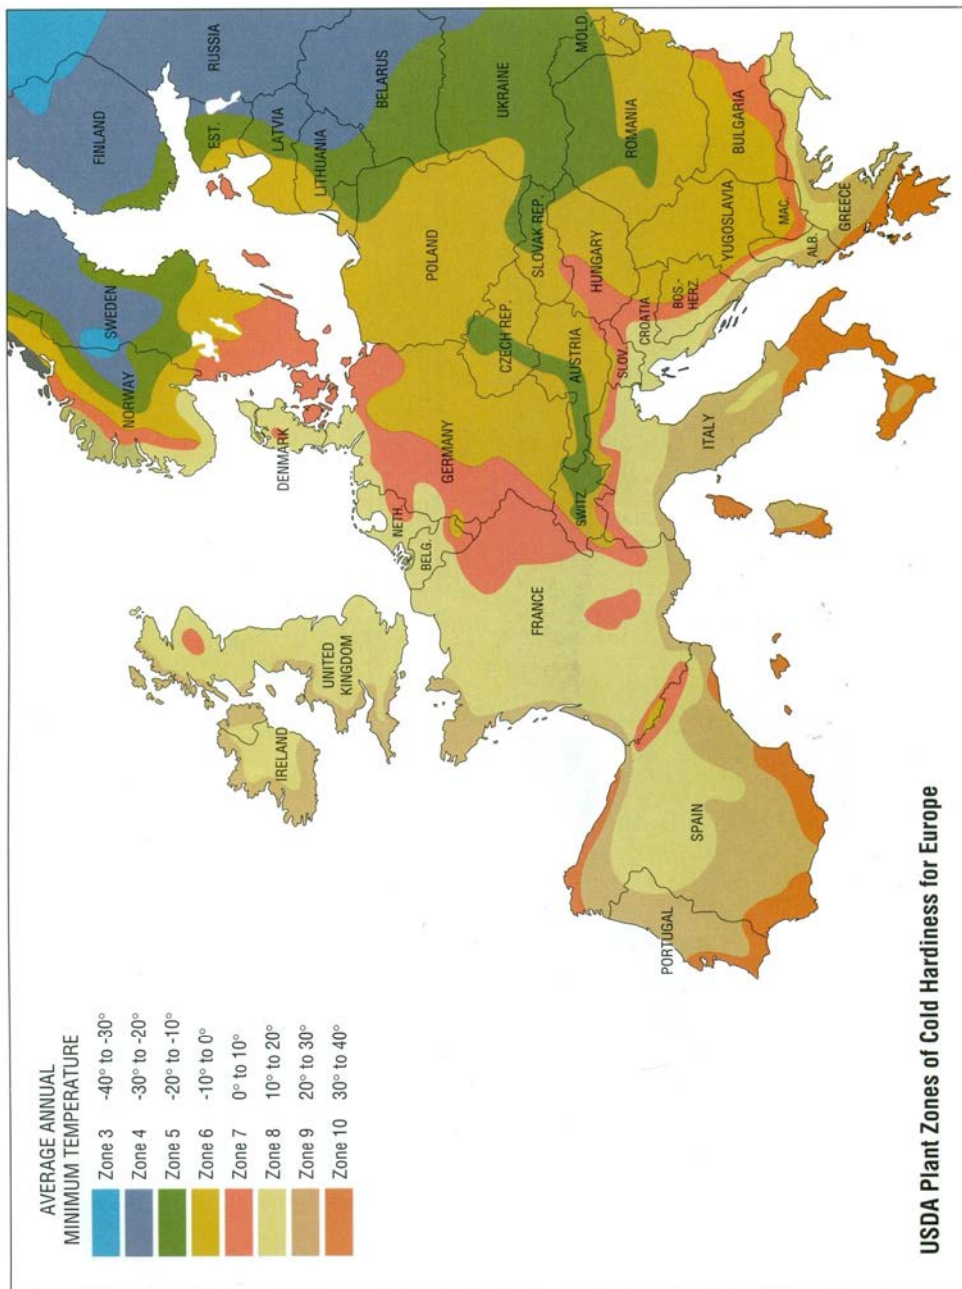 AVERAGE ANNUAL
MINIMUM TEMPERATURE
Zone 3 -40° to -30°
Zone 4 -30° to -20°
Zone 5 -20° to -10°
Zone 6 -10° to 0°
Zone 7 0° to 10°
Zone 8 10° to 20°
Zone 9 20° to 30°
Zone 10 30° to 40°
FINLAND
RUSSIA
NORWAY
SWEDEN
EST.
LATVIA
LITHUANIA
BELARUS
DENMARK
IRELAND
UNITED
KINGDOM
NETH.
BELG.
GERMANY
POLAND
UKRAINE
CZECH REP.
SLOVAK REP.
MOLD.
FRANCE
SWITZ.
AUSTRIA
HUNGARY
ROMANIA
SLOV.
CROATIA
BOS.-
HERZ.
YUGOSLAVIA
BULGARIA
PORTUGAL
SPAIN
ITALY
MAC.
ALB.
GREECE
USDA Plant Zones of Cold Hardiness for Europe